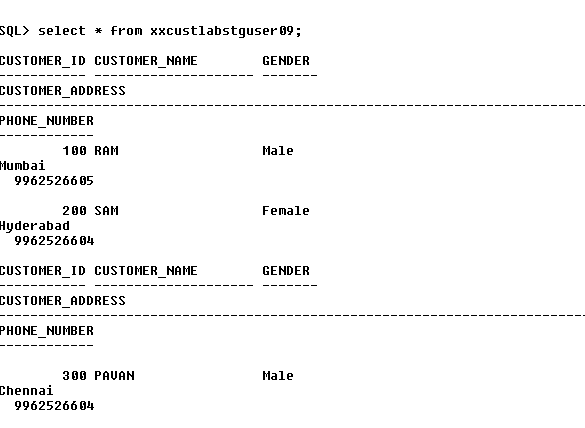 SQL> select * from xxcustlabstguser09;
CUSTOMER_ID CUSTOMER_NAME        GENDER
----------- -------------------- -------
CUSTOMER_ADDRESS
--------------------------------------------------------------------------
PHONE_NUMBER
------------
        100 RAM                  Male
Mumbai
  9962526605
        200 SAM                  Female
Hyderabad
  9962526604
CUSTOMER_ID CUSTOMER_NAME        GENDER
----------- -------------------- -------
CUSTOMER_ADDRESS
--------------------------------------------------------------------------
PHONE_NUMBER
------------
        300 PAVAN                Male
Chennai
  9962526604